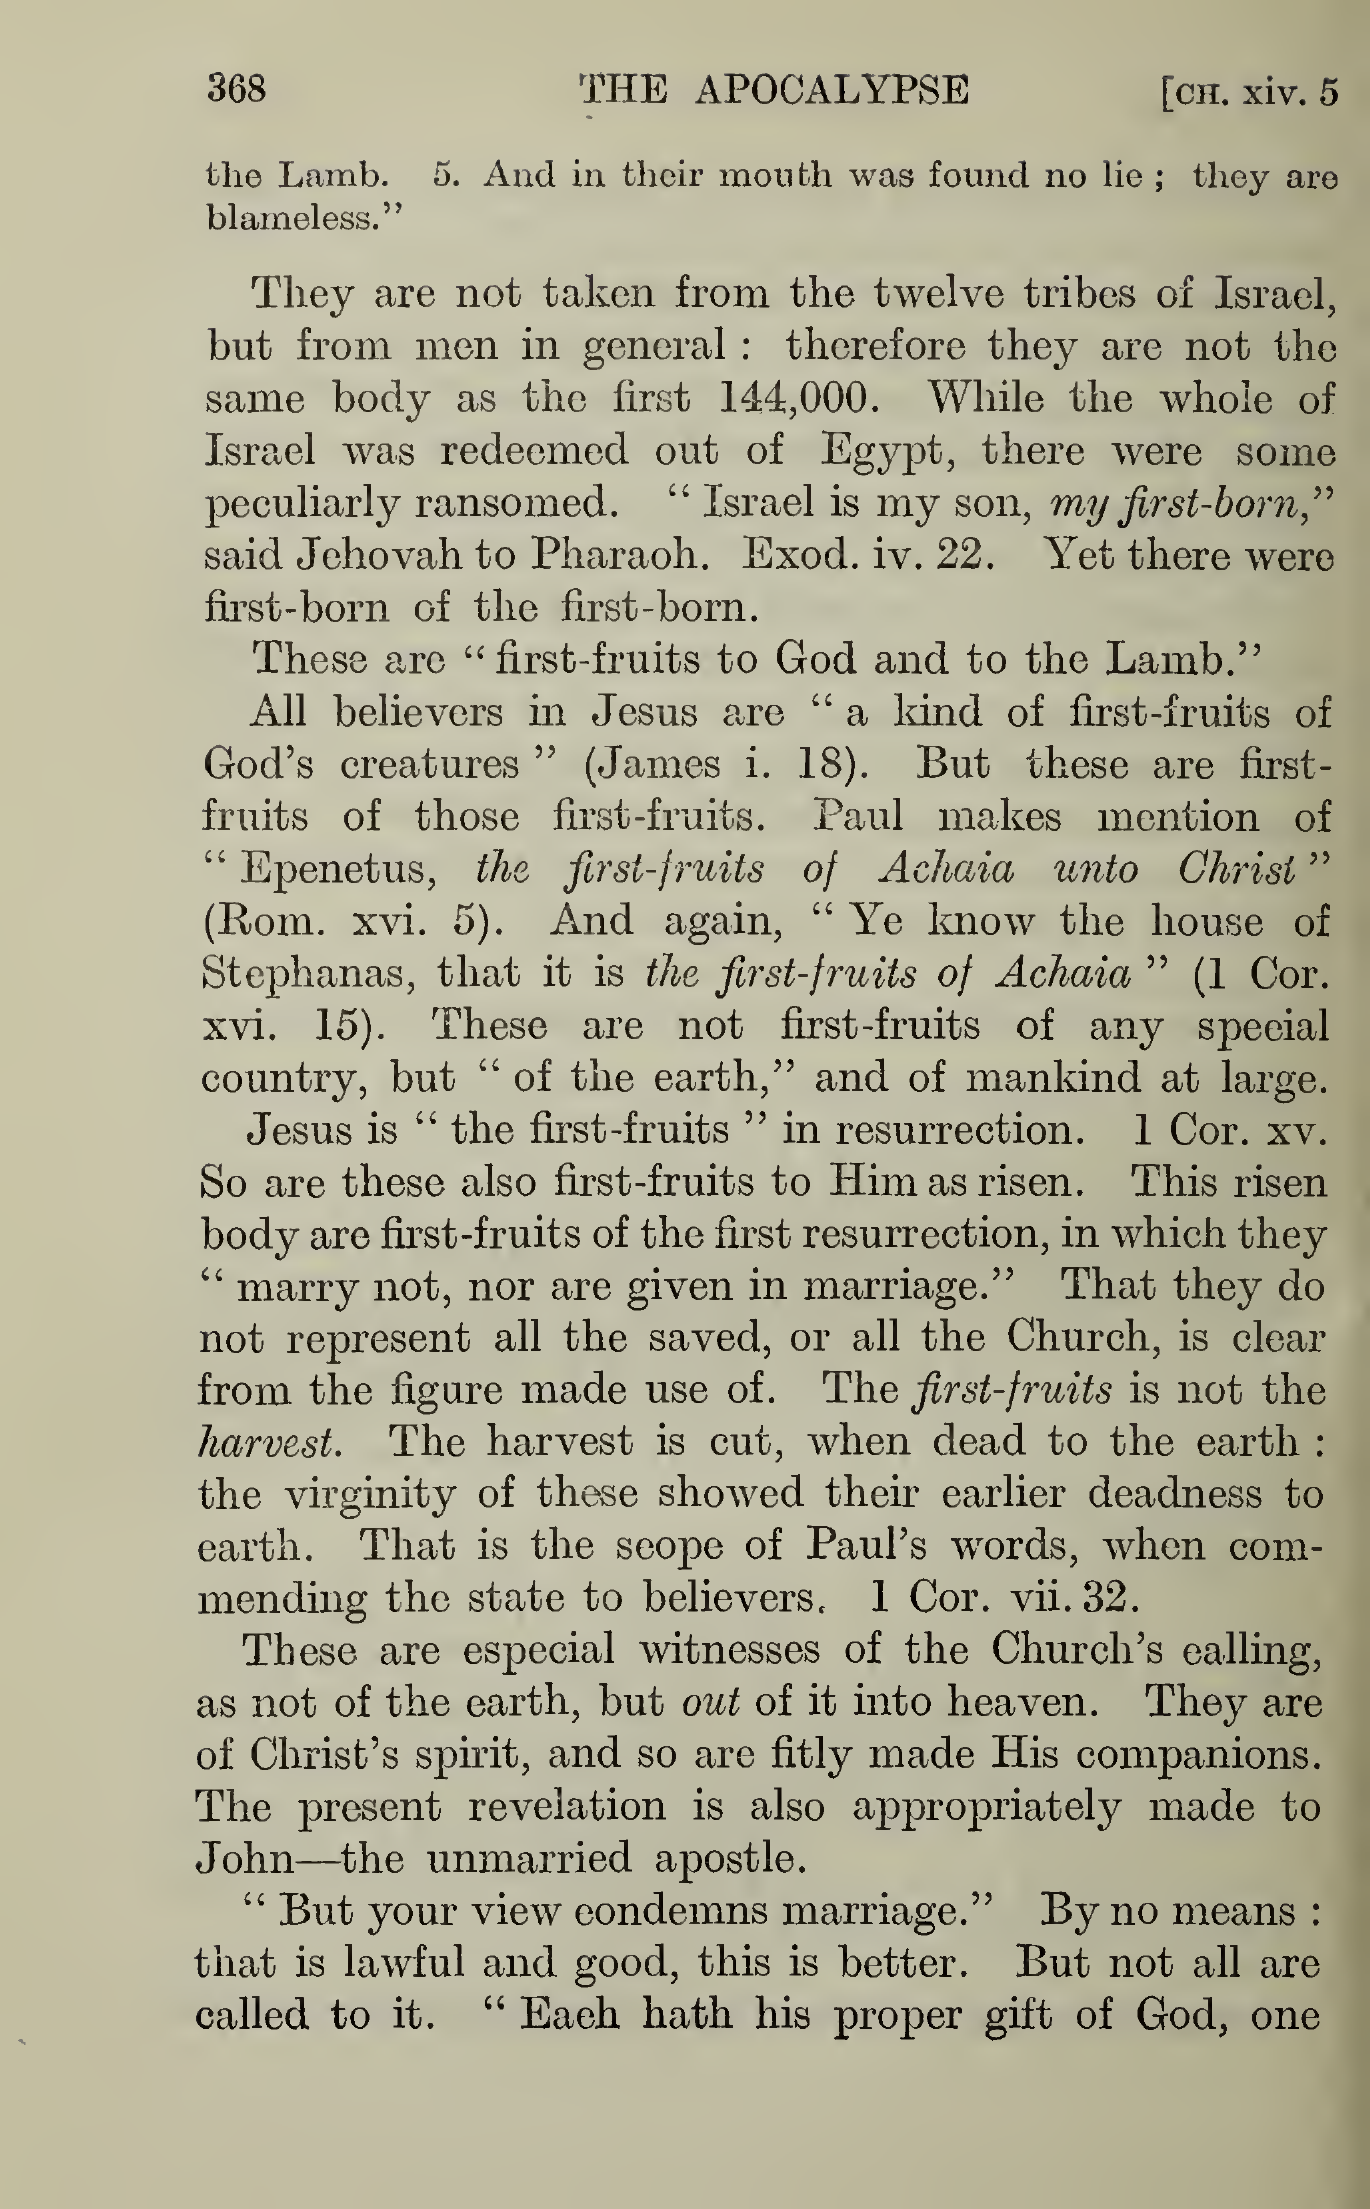 368 THE APOCALYPSE [CH. xiv. 5
the Lamb. 5. And in their mouth was found no lie ; they are
blameless.”
They are not taken from the twelve tribes of Israel,
but from men in general : therefore they are not the
same body as the first 144,000. While the whole of
Israel was redeemed out of Egypt, there were some
peculiarly ransomed. “ Israel is my son, my first-born,”
said Jehovah to Pharaoh. Exod. iv. 22. Yet there were
first-born of the first-born.
These are “ first-fruits to God and to the Lamb.”
All believers in Jesus are “ a kind of first-fruits of
God’s creatures ” (James i. 18). But these are first-
fruits of those first-fruits. Paul makes mention of
“ Epenetus, the first-fruits of Achaia unto Christ ”
(Rom. xvi. 5). And again, “ Ye know the house of
Stephanas, that it is the first-fruits of Achaia ” (1 Cor.
xvi. 15). These are not first-fruits of any special
country, but “ of the earth,” and of mankind at large.
Jesus is “ the first-fruits ” in resurrection. 1 Cor. xv.
So are these also first-fruits to Him as risen. This risen
body are first-fruits of the first resurrection, in which they
“ marry not, nor are given in marriage.” That they do
not represent all the saved, or all the Church, is clear
from the figure made use of. The first-fruits is not the
harvest. The harvest is cut, when dead to the earth :
the virginity of these showed their earlier deadness to
earth. That is the scope of Paul’s words, when com-
mending the state to believers. 1 Cor. vii. 32.
These are especial witnesses of the Church’s calling,
as not of the earth, but out of it into heaven. They are
of Christ’s spirit, and so are fitly made His companions.
The present revelation is also appropriately made to
John—the unmarried apostle.
“ But your view condemns marriage.” By no means :
that is lawful and good, this is better. But not all are
called to it. “ Each hath his proper gift of God, one